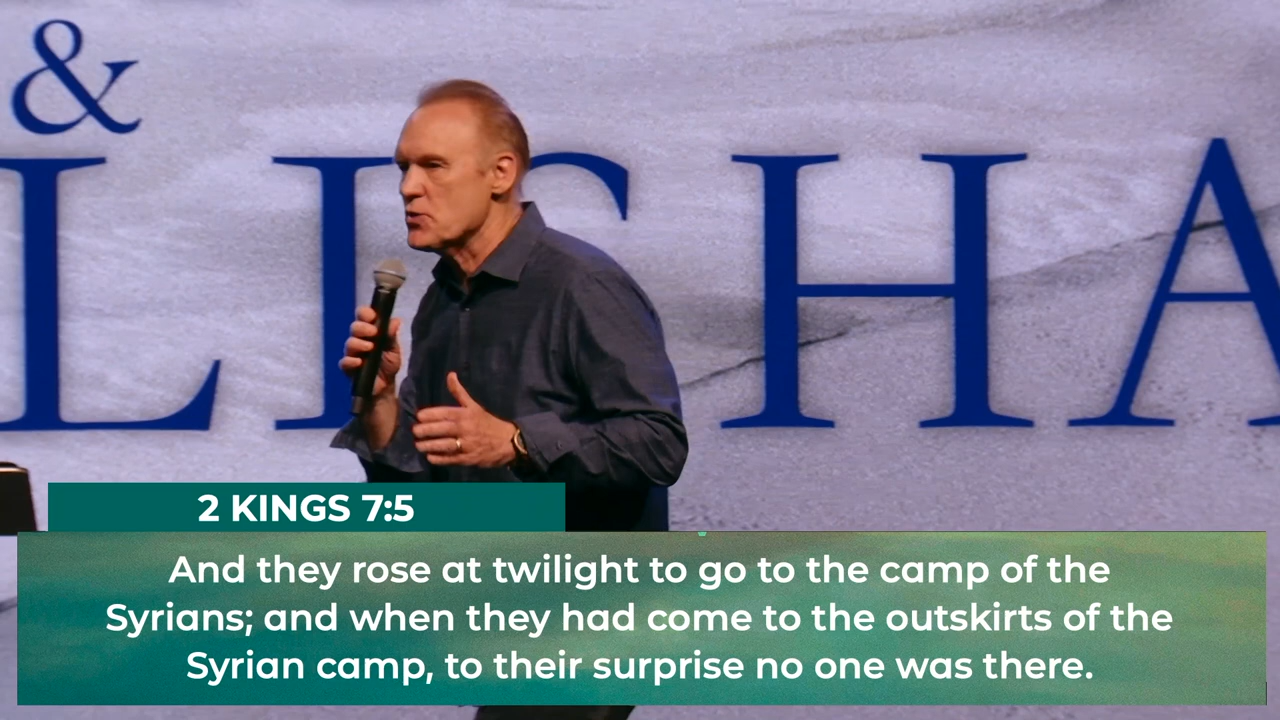 &
LISHA
2 KINGS 7:5
And they rose at twilight to go to the camp of the
Syrians; and when they had come to the outskirts of the
Syrian camp, to their surprise no one was there.